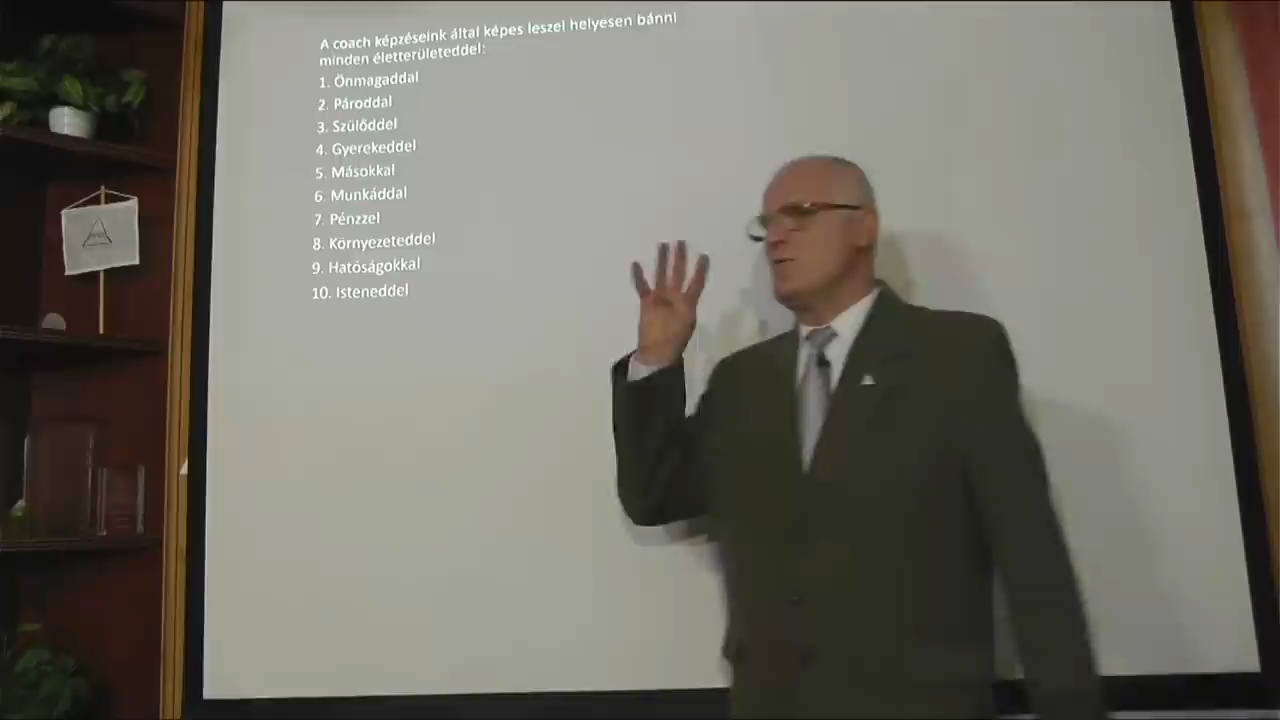 A coach képzéseink által képes leszel helyesen bánni
minden életterületeddel:
1. Önmagaddal
2. Pároddal
3. Szülőddel
4. Gyerekeddel
5. Másokkal
6. Munkáddal
7. Pénzzel
8. Környezeteddel
9. Hatóságokkal
10. Isteneddel